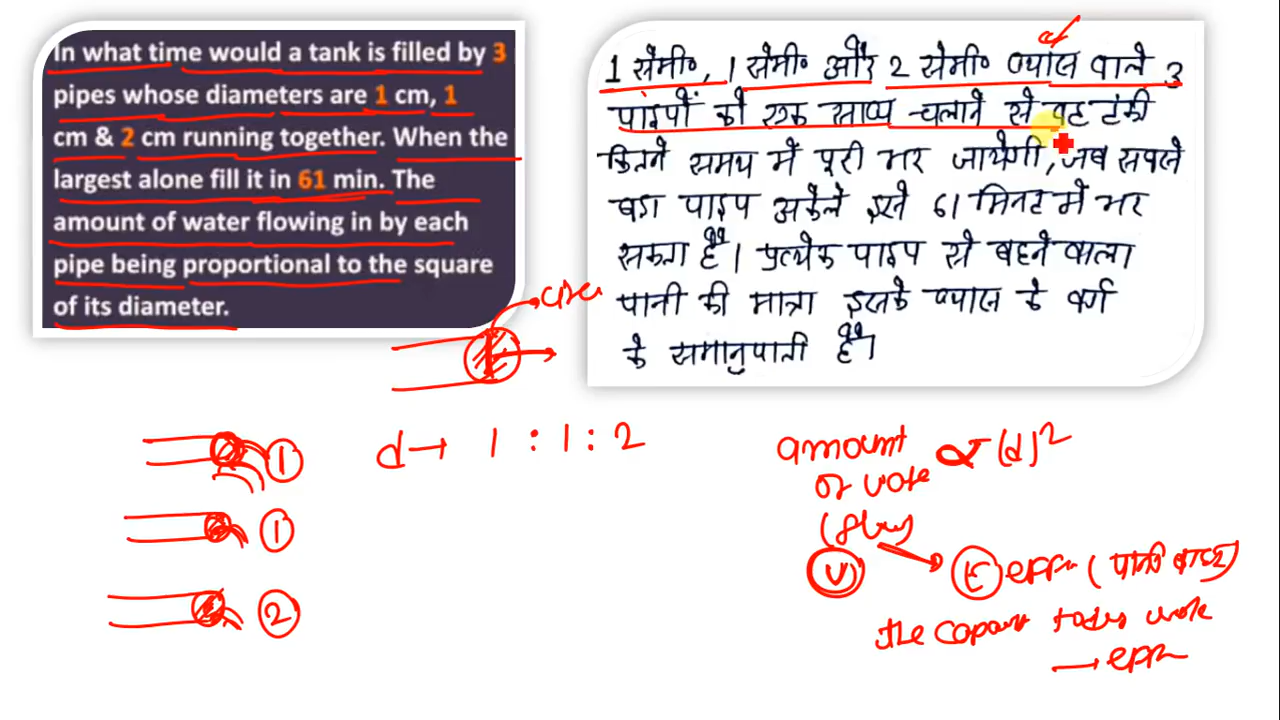 In what time would a tank is filled by 3
pipes whose diameters are 1 cm, 1
cm & 2 cm running together. When the
largest alone fill it in 61 min. The
amount of water flowing in by each
pipe being proportional to the square
of its diameter.
1 सेमी॰, 1 सेमी॰ और 2 सेमी॰ व्यास वाले 3
पाइपों को एक साथ चलाने से वह टंकी
कितने समय में पूरी भर जायेगी, जब सबसे
बड़ा पाइप अकेले इसे 61 मिनट में भर
सकता है। प्रत्येक पाइप से बहने वाला
पानी की मात्रा इसके व्यास के वर्ग
के समानुपाती है।
d
d → 1 : 1 : 2
1
1
2
amount ∝ (d)²
of
V
E
the